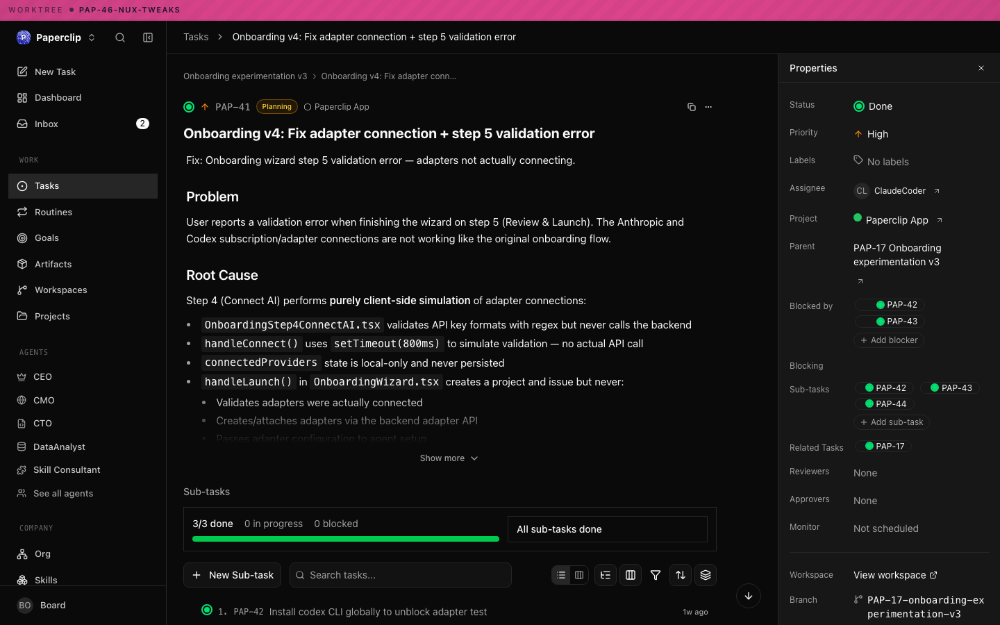 WORKTREE PAP-46-NUX-TWEAKS
P Paperclip
New Task
Dashboard
Inbox 2
WORK
Tasks
Routines
Goals
Artifacts
Workspaces
Projects
AGENTS
CEO
CMO
CTO
DataAnalyst
Skill Consultant
See all agents
COMPANY
Org
Skills
BO Board
Tasks > Onboarding v4: Fix adapter connection + step 5 validation error
Onboarding experimentation v3 > Onboarding v4: Fix adapter conn...
PAP-41 Planning Paperclip App
Onboarding v4: Fix adapter connection + step 5 validation error
Fix: Onboarding wizard step 5 validation error — adapters not actually connecting.
Problem
User reports a validation error when finishing the wizard on step 5 (Review & Launch). The Anthropic and
Codex subscription/adapter connections are not working like the original onboarding flow.
Root Cause
Step 4 (Connect AI) performs purely client-side simulation of adapter connections:
• OnboardingStep4ConnectAI.tsx validates API key formats with regex but never calls the backend
• handleConnect() uses setTimeout(800ms) to simulate validation — no actual API call
• connectedProviders state is local-only and never persisted
• handleLaunch() in OnboardingWizard.tsx creates a project and issue but never:
• Validates adapters were actually connected
• Creates/attaches adapters via the backend adapter API
• Passes adapter configuration to agent setup
Show more
Sub-tasks
3/3 done 0 in progress 0 blocked
All sub-tasks done
+ New Sub-task
Search tasks...
1. PAP-42 Install codex CLI globally to unblock adapter test 1w ago
Properties
Status Done
Priority High
Labels No labels
Assignee CL ClaudeCoder
Project Paperclip App
Parent PAP-17 Onboarding
experimentation v3
Blocked by PAP-42
PAP-43
+ Add blocker
Blocking
Sub-tasks PAP-42 PAP-43
PAP-44
+ Add sub-task
Related Tasks PAP-17
Reviewers None
Approvers None
Monitor Not scheduled
Workspace View workspace
Branch PAP-17-onboarding-ex
perimentation-v3